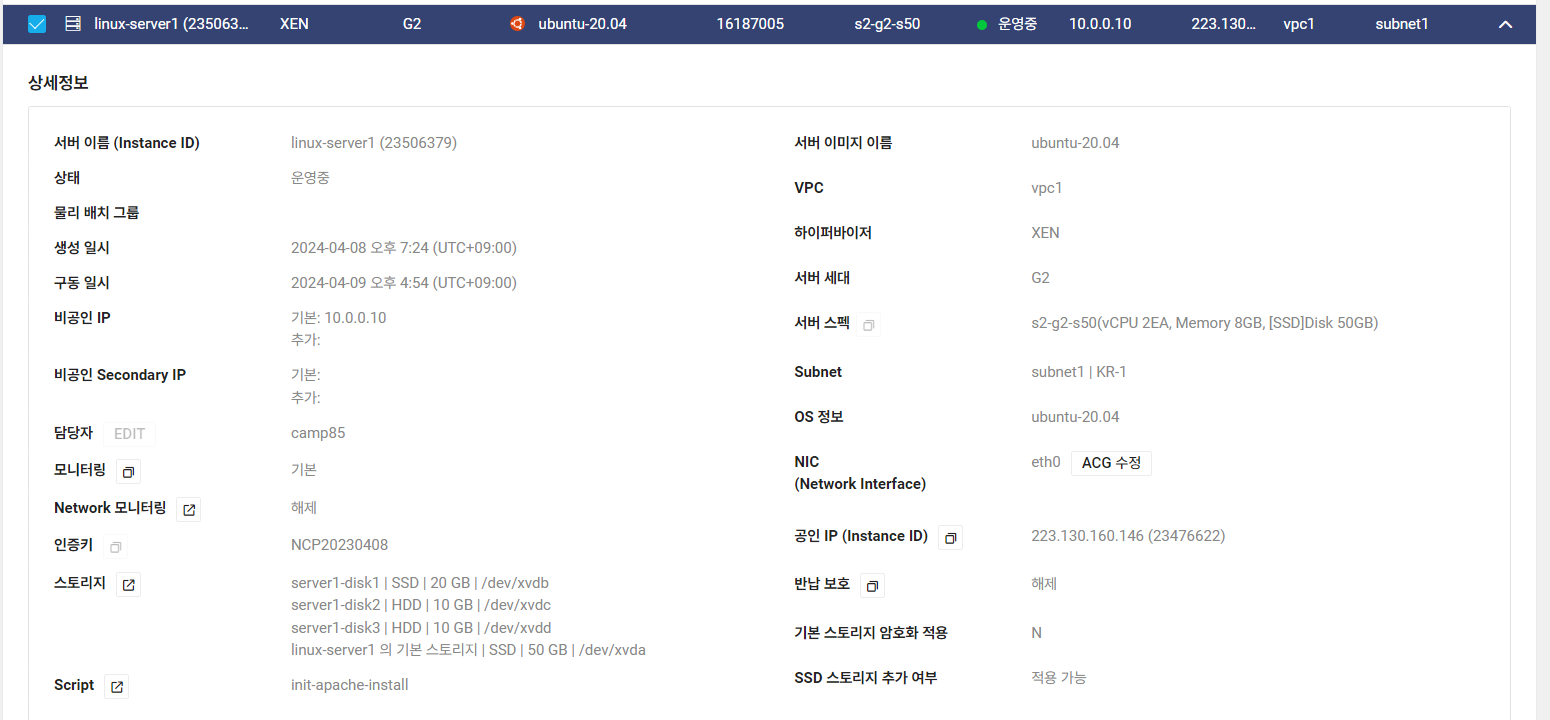 linux-server1 (235063... XEN G2 ubuntu-20.04 16187005 s2-g2-s50 운영중 10.0.0.10 223.130... vpc1 subnet1
상세정보
서버 이름 (Instance ID) linux-server1 (23506379)
상태 운영중
물리 배치 그룹
생성 일시 2024-04-08 오후 7:24 (UTC+09:00)
구동 일시 2024-04-09 오후 4:54 (UTC+09:00)
비공인 IP 기본: 10.0.0.10
추가:
비공인 Secondary IP 기본:
추가:
담당자 EDIT camp85
모니터링 기본
Network 모니터링 해제
인증키 NCP20230408
스토리지 server1-disk1 | SSD | 20 GB | /dev/xvdb
server1-disk2 | HDD | 10 GB | /dev/xvdc
server1-disk3 | HDD | 10 GB | /dev/xvdd
linux-server1 의 기본 스토리지 | SSD | 50 GB | /dev/xvda
Script init-apache-install
서버 이미지 이름 ubuntu-20.04
VPC vpc1
하이퍼바이저 XEN
서버 세대 G2
서버 스펙 s2-g2-s50(vCPU 2EA, Memory 8GB, [SSD]Disk 50GB)
Subnet subnet1 | KR-1
OS 정보 ubuntu-20.04
NIC eth0 ACG 수정
(Network Interface)
공인 IP (Instance ID) 223.130.160.146 (23476622)
반납 보호 해제
기본 스토리지 암호화 적용 N
SSD 스토리지 추가 여부 적용 가능